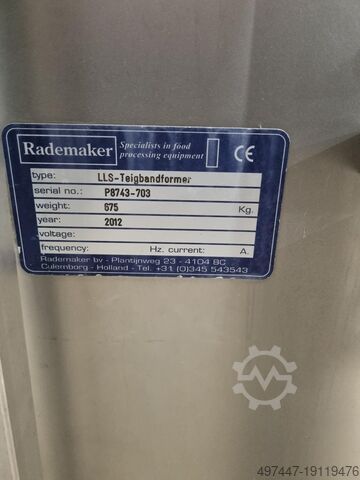 Rademaker
Specialists in food
processing equipment
CE
type: LLS-Teigbandformer
serial no.: P8743-703
weight: 675 Kg.
year: 2012
voltage:
frequency: Hz. current: A.
Rademaker bv - Plantijnweg 23 - 4104 BC
Culemborg - Holland - Tel. +31 (0)345 543543
497447-19119476